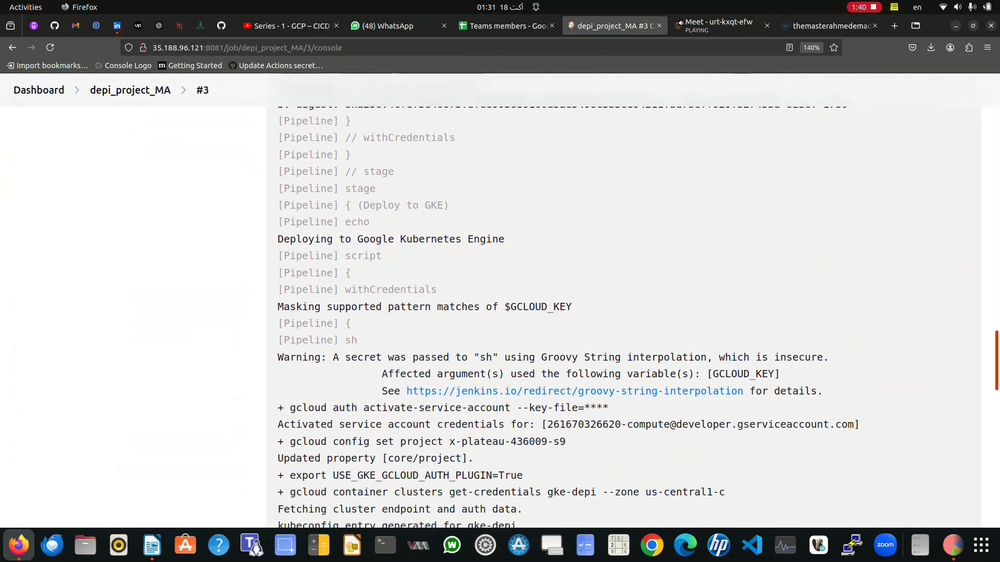 Activities
Firefox
01:31 18 أكت
1:40
en
Series - 1 - GCP – CICD
(48) WhatsApp
Teams members - Goo
depi_project_MA #3 C
Meet - urt-kxqt-efw
PLAYING
themasterahmedemad
35.188.96.121:8081/job/depi_project_MA/3/console
140%
Import bookmarks…
Console Logo
Getting Started
Update Actions secret…
Dashboard
depi_project_MA
#3
[Pipeline] }
[Pipeline] // withCredentials
[Pipeline] }
[Pipeline] // stage
[Pipeline] stage
[Pipeline] { (Deploy to GKE)
[Pipeline] echo
Deploying to Google Kubernetes Engine
[Pipeline] script
[Pipeline] {
[Pipeline] withCredentials
Masking supported pattern matches of $GCLOUD_KEY
[Pipeline] {
[Pipeline] sh
Warning: A secret was passed to "sh" using Groovy String interpolation, which is insecure.
Affected argument(s) used the following variable(s): [GCLOUD_KEY]
See https://jenkins.io/redirect/groovy-string-interpolation for details.
+ gcloud auth activate-service-account --key-file=****
Activated service account credentials for: [261670326620-compute@developer.gserviceaccount.com]
+ gcloud config set project x-plateau-436009-s9
Updated property [core/project].
+ export USE_GKE_GCLOUD_AUTH_PLUGIN=True
+ gcloud container clusters get-credentials gke-depi --zone us-central1-c
Fetching cluster endpoint and auth data.
kubeconfig entry generated for gke-depi.
zoom